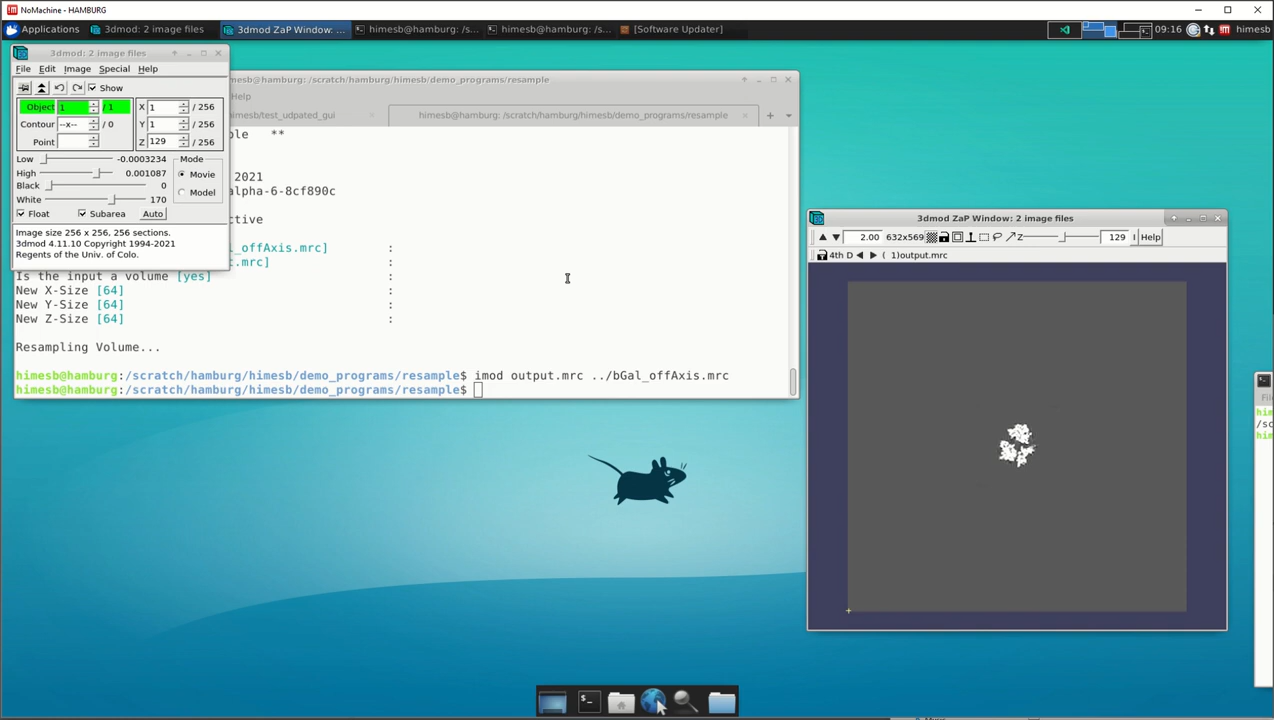 NoMachine - HAMBURG
Applications
3dmod: 2 image files
3dmod ZaP Window: ...
himesb@hamburg: /s...
himesb@hamburg: /s...
[Software Updater]
09:16
himesb
3dmod: 2 image files
File Edit Image Special Help
Show
Object 1 / 1
Contour --x-- / 0
Point
X 1 / 256
Y 1 / 256
Z 129 / 256
Low -0.0003234
High 0.001087
Black 0
White 170
Mode
Movie
Model
Float Subarea Auto
Image size 256 x 256, 256 sections.
3dmod 4.11.10 Copyright 1994-2021
Regents of the Univ. of Colo.
himesb@hamburg: /scratch/hamburg/himesb/demo_programs/resample
Help
himesb/test_udpated_gui
himesb@hamburg: /scratch/hamburg/himesb/demo_programs/resample
ple **
2021
alpha-6-8cf890c
ctive
l_offAxis.mrc] :
t.mrc] :
Is the input a volume [yes] :
New X-Size [64] :
New Y-Size [64] :
New Z-Size [64] :
Resampling Volume...
himesb@hamburg:/scratch/hamburg/himesb/demo_programs/resample$ imod output.mrc ../bGal_offAxis.mrc
himesb@hamburg:/scratch/hamburg/himesb/demo_programs/resample$
3dmod ZaP Window: 2 image files
2.00 632x569 Z 129 I Help
4th D ( 1)output.mrc
File
him
/sc
him